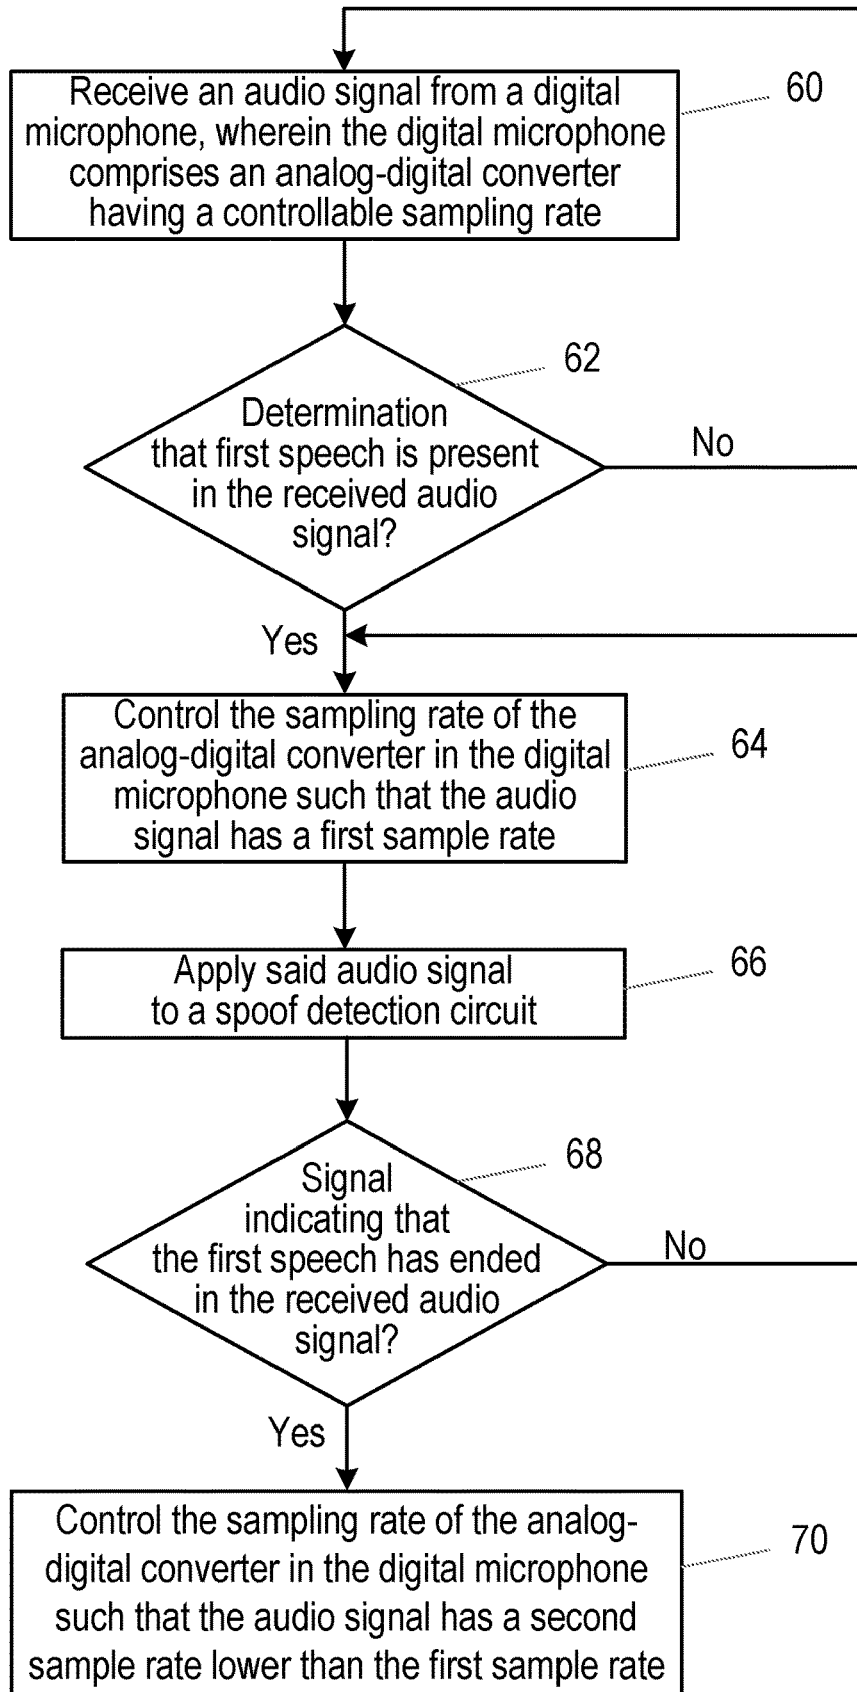 Receive an audio signal from a digital
microphone, wherein the digital microphone
comprises an analog-digital converter
having a controllable sampling rate
60
62
Determination
that first speech is present
in the received audio
signal?
No
Yes
Control the sampling rate of the
analog-digital converter in the digital
microphone such that the audio
signal has a first sample rate
64
Apply said audio signal
to a spoof detection circuit
66
68
Signal
indicating that
the first speech has ended
in the received audio
signal?
No
Yes
Control the sampling rate of the analog-
digital converter in the digital microphone
such that the audio signal has a second
sample rate lower than the first sample rate
70